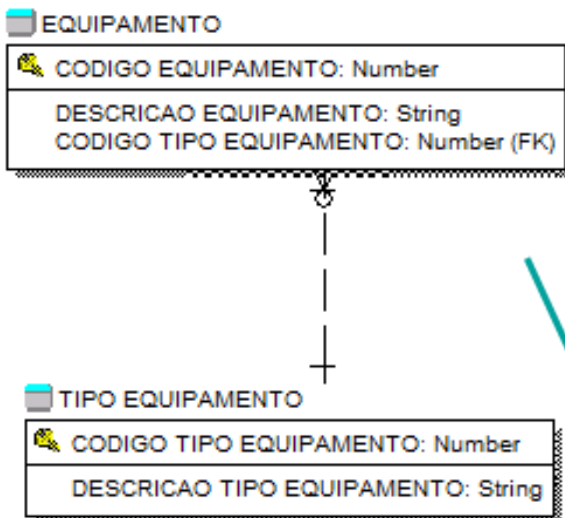 EQUIPAMENTO
CODIGO EQUIPAMENTO: Number
DESCRICAO EQUIPAMENTO: String
CODIGO TIPO EQUIPAMENTO: Number (FK)
TIPO EQUIPAMENTO
CODIGO TIPO EQUIPAMENTO: Number
DESCRICAO TIPO EQUIPAMENTO: String